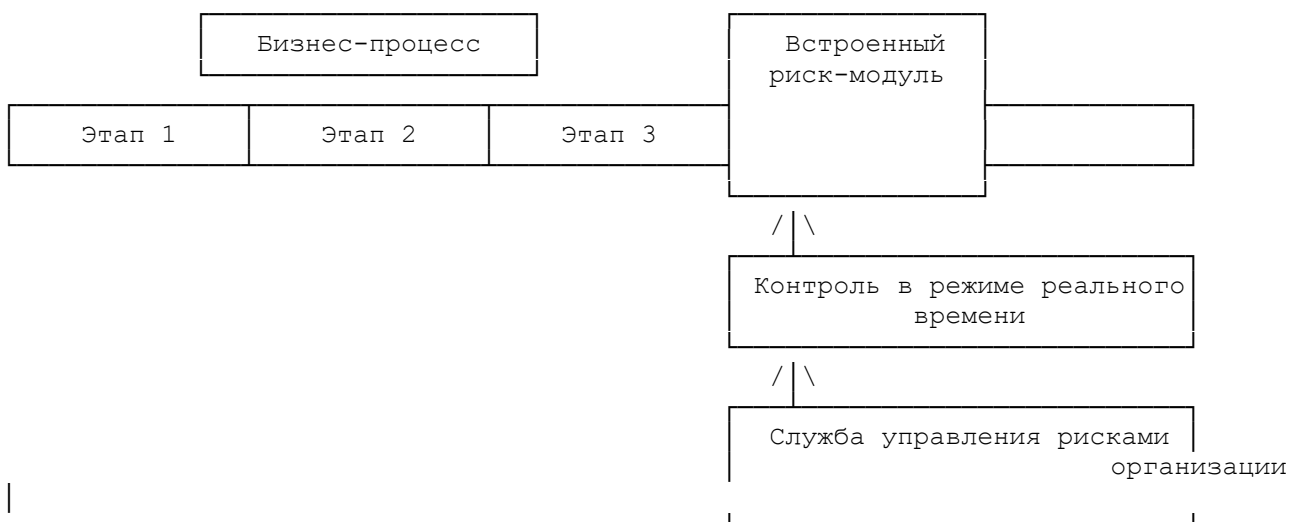 Бизнес-процесс
Встроенный
риск-модуль
Этап 1
Этап 2
Этап 3
Контроль в режиме реального
времени
Служба управления рисками
организации